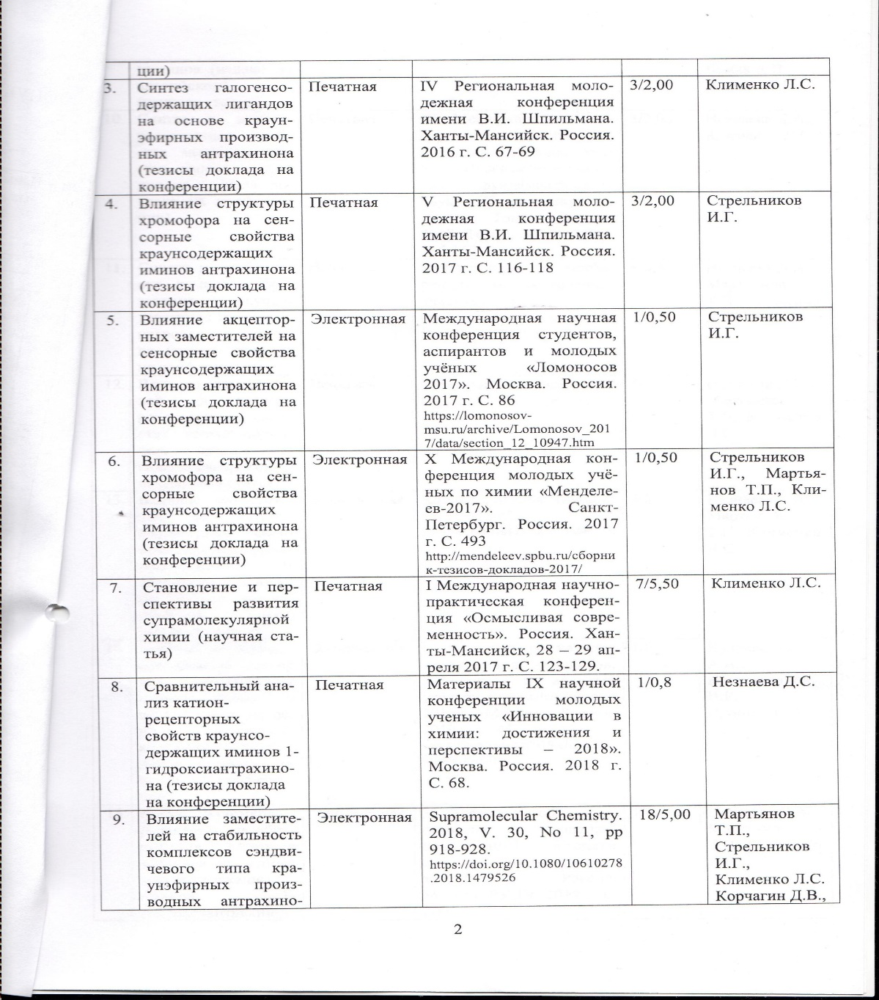 ции)
3.
Синтез галогенсо-
держащих лигандов
на основе краун-
эфирных производ-
ных антрахинона
(тезисы доклада на
конференции)
Печатная
IV Региональная моло-
дежная конференция
имени В.И. Шпильмана.
Ханты-Мансийск. Россия.
2016 г. С. 67-69
3/2,00
Клименко Л.С.
4.
Влияние структуры
хромофора на сен-
сорные свойства
краунсодержащих
иминов антрахинона
(тезисы доклада на
конференции)
Печатная
V Региональная моло-
дежная конференция
имени В.И. Шпильмана.
Ханты-Мансийск. Россия.
2017 г. С. 116-118
3/2,00
Стрельников
И.Г.
5.
Влияние акцептор-
ных заместителей на
сенсорные свойства
краунсодержащих
иминов антрахинона
(тезисы доклада на
конференции)
Электронная
Международная научная
конференция студентов,
аспирантов и молодых
учёных «Ломоносов
2017». Москва. Россия.
2017 г. С. 86
https://lomonosov-
msu.ru/archive/Lomonosov_201
7/data/section_12_10947.htm
1/0,50
Стрельников
И.Г.
6.
Влияние структуры
хромофора на сен-
сорные свойства
краунсодержащих
иминов антрахинона
(тезисы доклада на
конференции)
Электронная
X Международная кон-
ференция молодых учё-
ных по химии «Менделе-
ев-2017». Санкт-
Петербург. Россия. 2017
г. С. 493
http://mendeleev.spbu.ru/сборни
к-тезисов-докладов-2017/
1/0,50
Стрельников
И.Г., Мартья-
нов Т.П., Кли-
менко Л.С.
7.
Становление и пер-
спективы развития
супрамолекулярной
химии (научная ста-
тья)
Печатная
I Международная научно-
практическая конферен-
ция «Осмысливая совре-
менность». Россия. Хан-
ты-Мансийск, 28 – 29 ап-
реля 2017 г. С. 123-129.
7/5,50
Клименко Л.С.
8.
Сравнительный ана-
лиз катион-
рецепторных
свойств краунсо-
держащих иминов 1-
гидроксиантрахино-
на (тезисы доклада
на конференции)
Печатная
Материалы IX научной
конференции молодых
ученых «Инновации в
химии: достижения и
перспективы – 2018».
Москва. Россия. 2018 г.
С. 68.
1/0,8
Незнаева Д.С.
9.
Влияние заместите-
лей на стабильность
комплексов сэндви-
чевого типа кра-
унэфирных произ-
водных антрахино-
Электронная
Supramolecular Chemistry.
2018, V. 30, No 11, pp
918-928.
https://doi.org/10.1080/10610278
.2018.1479526
18/5,00
Мартьянов
Т.П.,
Стрельников
И.Г.,
Клименко Л.С.
Корчагин Д.В.,
2